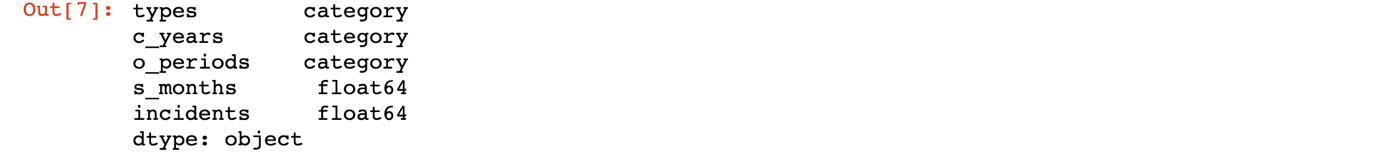 Out[7]: types category
c_years category
o_periods category
s_months float64
incidents float64
dtype: object